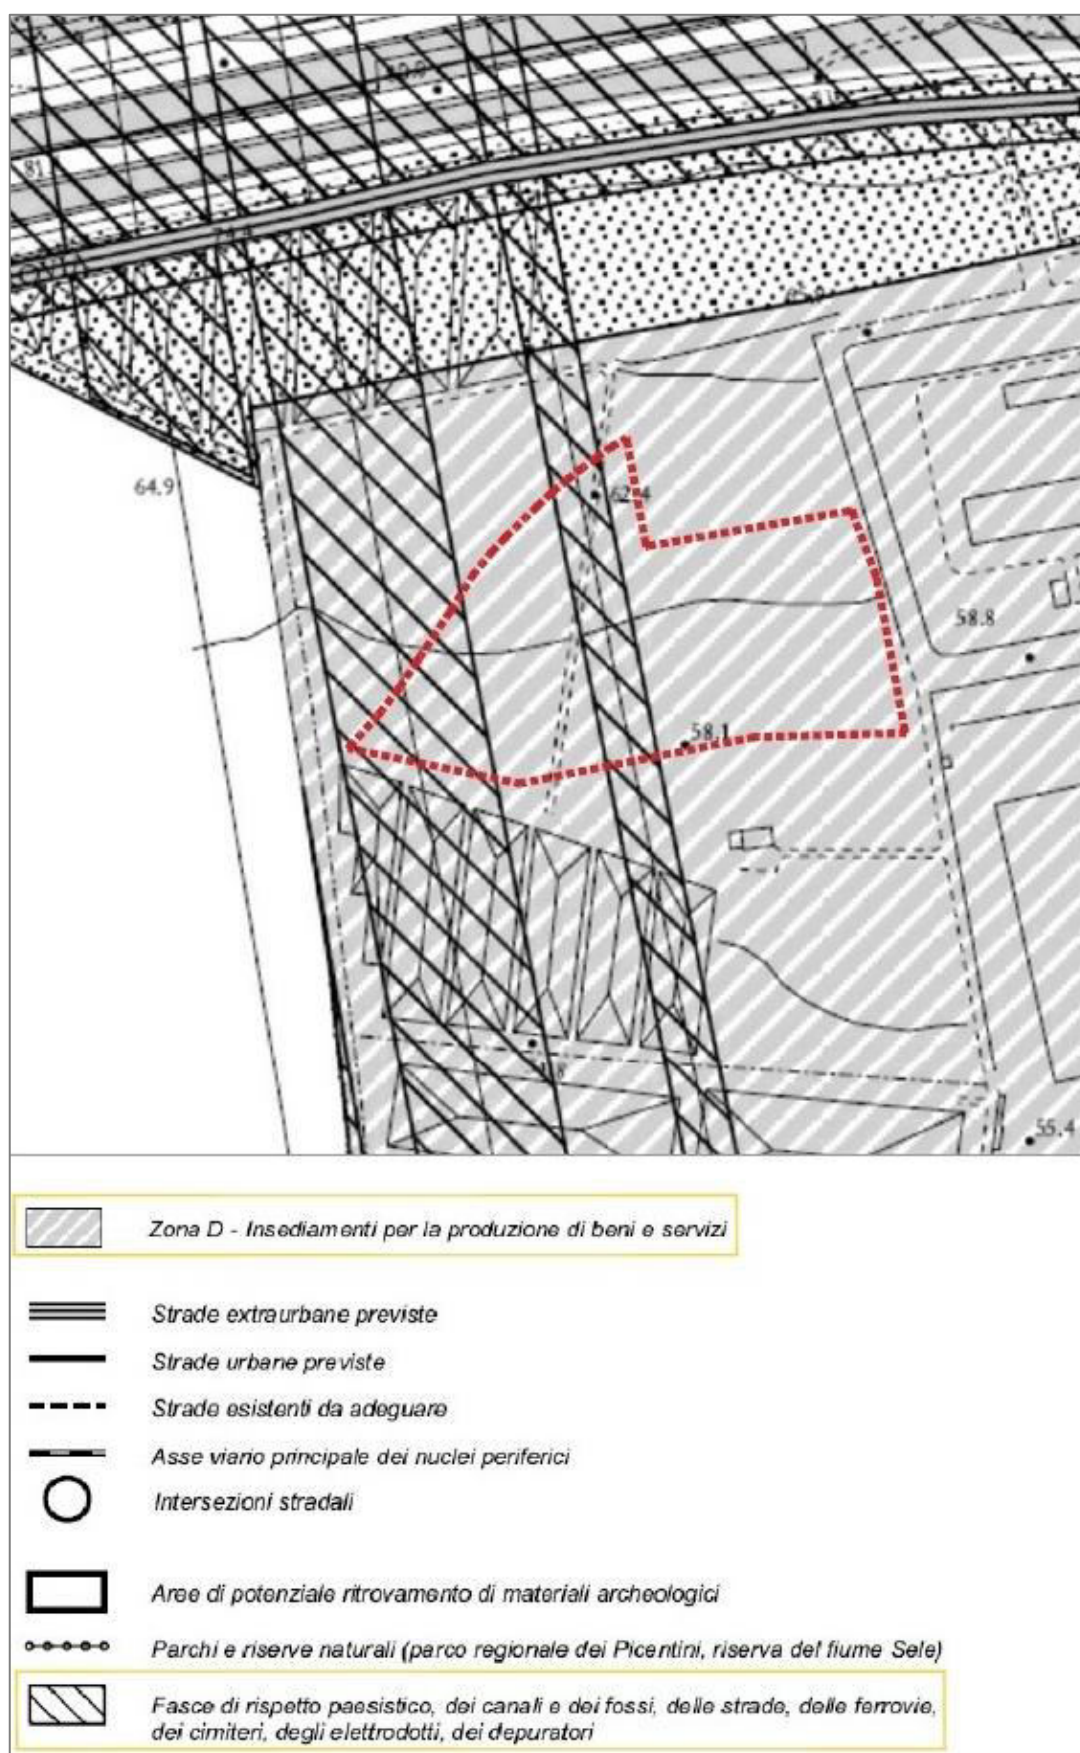 81
64.9
62.4
58.8
58.1
55.4
Zona D - Insediamenti per la produzione di beni e servizi
Strade extraurbane previste
Strade urbane previste
Strade esistenti da adeguare
Asse viario principale dei nuclei periferici
Intersezioni stradali
Aree di potenziale ritrovamento di materiali archeologici
Parchi e riserve naturali (parco regionale dei Picentini, riserva del fiume Sele)
Fasce di rispetto paesistico, dei canali e dei fossi, delle strade, delle ferrovie,
dei cimiteri, degli elettrodotti, dei depuratori